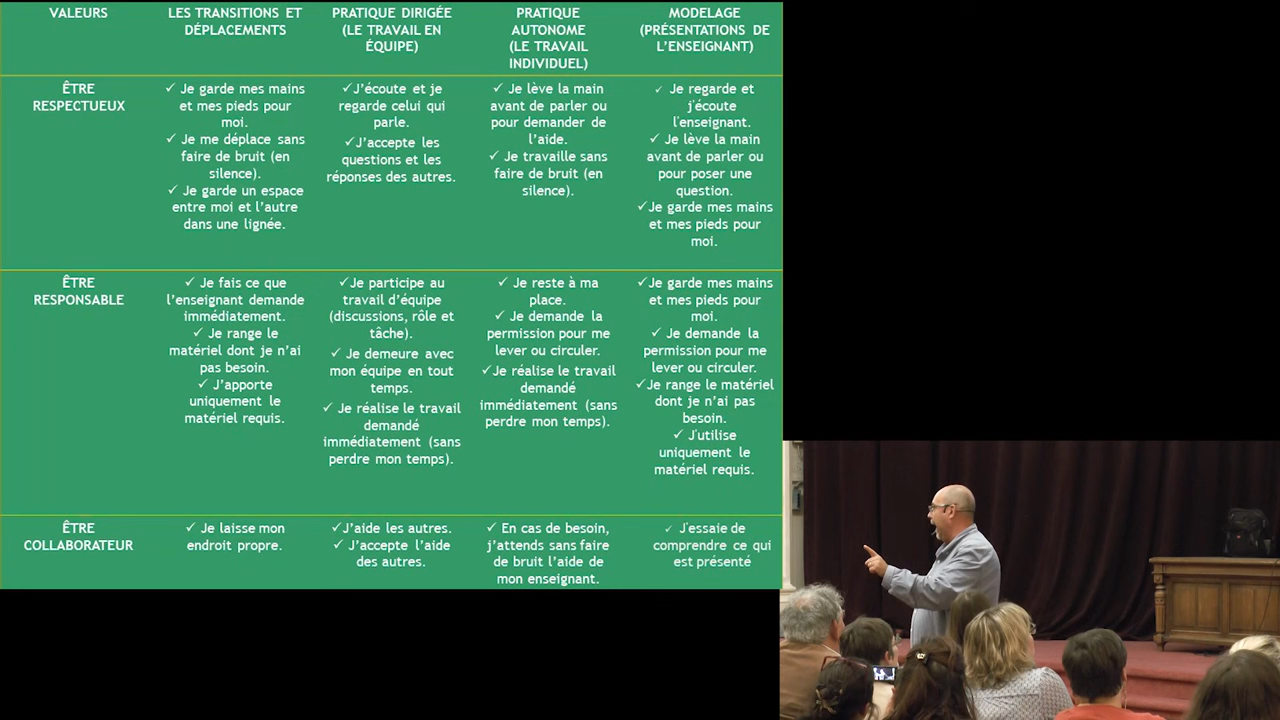 VALEURS
LES TRANSITIONS ET
DÉPLACEMENTS
PRATIQUE DIRIGÉE
(LE TRAVAIL EN
ÉQUIPE)
PRATIQUE
AUTONOME
(LE TRAVAIL
INDIVIDUEL)
MODELAGE
(PRÉSENTATIONS DE
L'ENSEIGNANT)
ÊTRE
RESPECTUEUX
✓ Je garde mes mains
et mes pieds pour
moi.
✓ Je me déplace sans
faire de bruit (en
silence).
✓ Je garde un espace
entre moi et l'autre
dans une lignée.
✓J'écoute et je
regarde celui qui
parle.
✓J'accepte les
questions et les
réponses des autres.
✓ Je lève la main
avant de parler ou
pour demander de
l'aide.
✓ Je travaille sans
faire de bruit (en
silence).
✓ Je regarde et
j'écoute
l'enseignant.
✓ Je lève la main
avant de parler ou
pour poser une
question.
✓Je garde mes mains
et mes pieds pour
moi.
ÊTRE
RESPONSABLE
✓ Je fais ce que
l'enseignant demande
immédiatement.
✓ Je range le
matériel dont je n'ai
pas besoin.
✓ J'apporte
uniquement le
matériel requis.
✓Je participe au
travail d'équipe
(discussions, rôle et
tâche).
✓ Je demeure avec
mon équipe en tout
temps.
✓ Je réalise le travail
demandé
immédiatement (sans
perdre mon temps).
✓ Je reste à ma
place.
✓ Je demande la
permission pour me
lever ou circuler.
✓Je réalise le travail
demandé
immédiatement (sans
perdre mon temps).
✓Je garde mes mains
et mes pieds pour
moi.
✓ Je demande la
permission pour me
lever ou circuler.
✓Je range le matériel
dont je n'ai pas
besoin.
✓ J'utilise
uniquement le
matériel requis.
ÊTRE
COLLABORATEUR
✓ Je laisse mon
endroit propre.
✓J'aide les autres.
✓ J'accepte l'aide
des autres.
✓ En cas de besoin,
j'attends sans faire
de bruit l'aide de
mon enseignant.
✓ J'essaie de
comprendre ce qui
est présenté